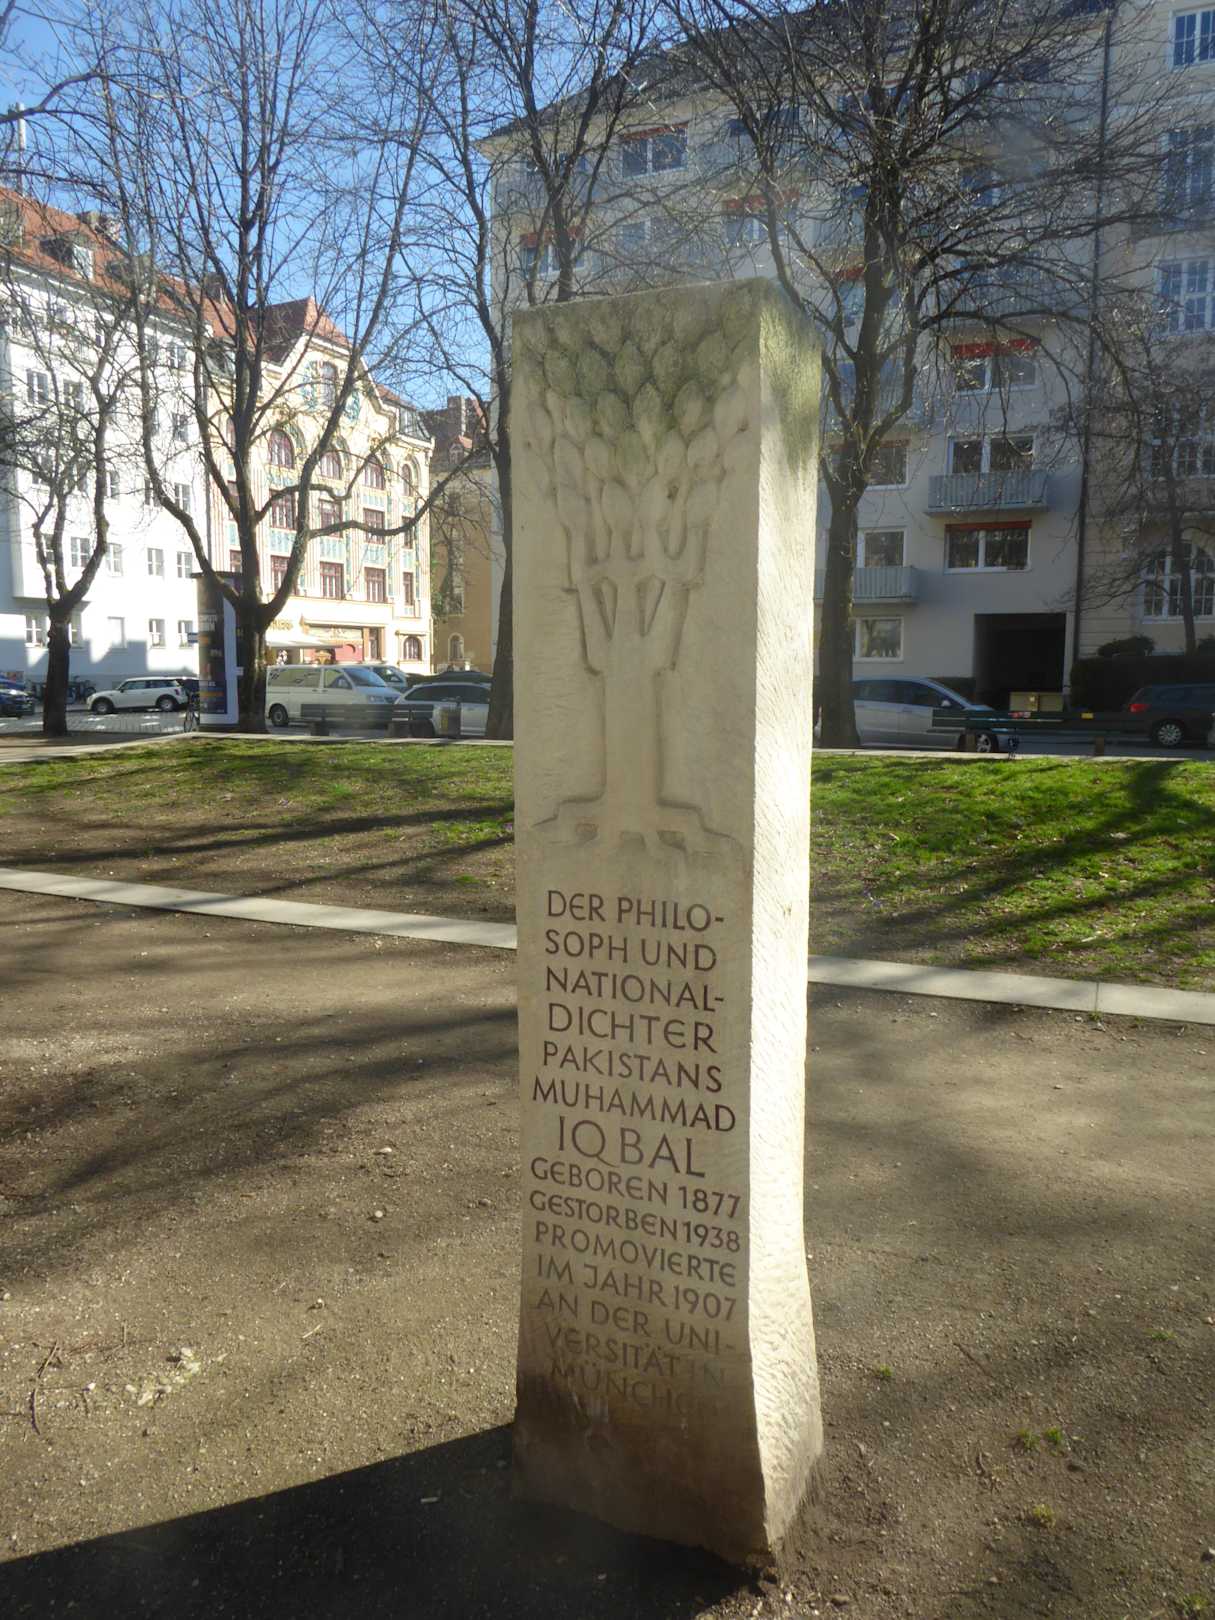 DER PHILO-
SOPH UND
NATIONAL-
DICHTER
PAKISTANS
MUHAMMAD
IQBAL
GEBOREN 1877
GESTORBEN 1938
PROMOVIERTE
IM JAHR 1907
AN DER UNI-
VERSITÄT IN
MÜNCHEN